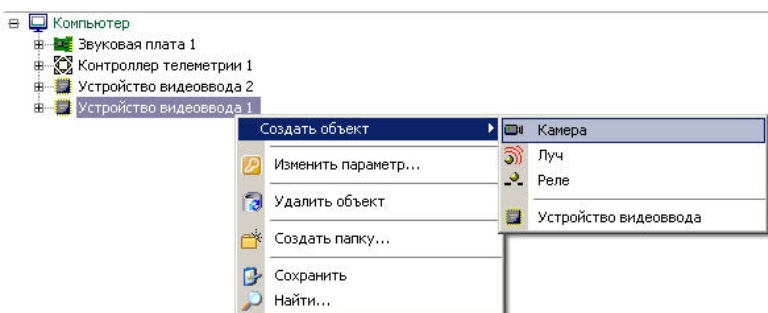 Компьютер
Звуковая плата 1
Контроллер телеметрии 1
Устройство видеоввода 2
Устройство видеоввода 1
Создать объект
Изменить параметр...
Удалить объект
Создать папку...
Сохранить
Найти...
Камера
Луч
Реле
Устройство видеоввода